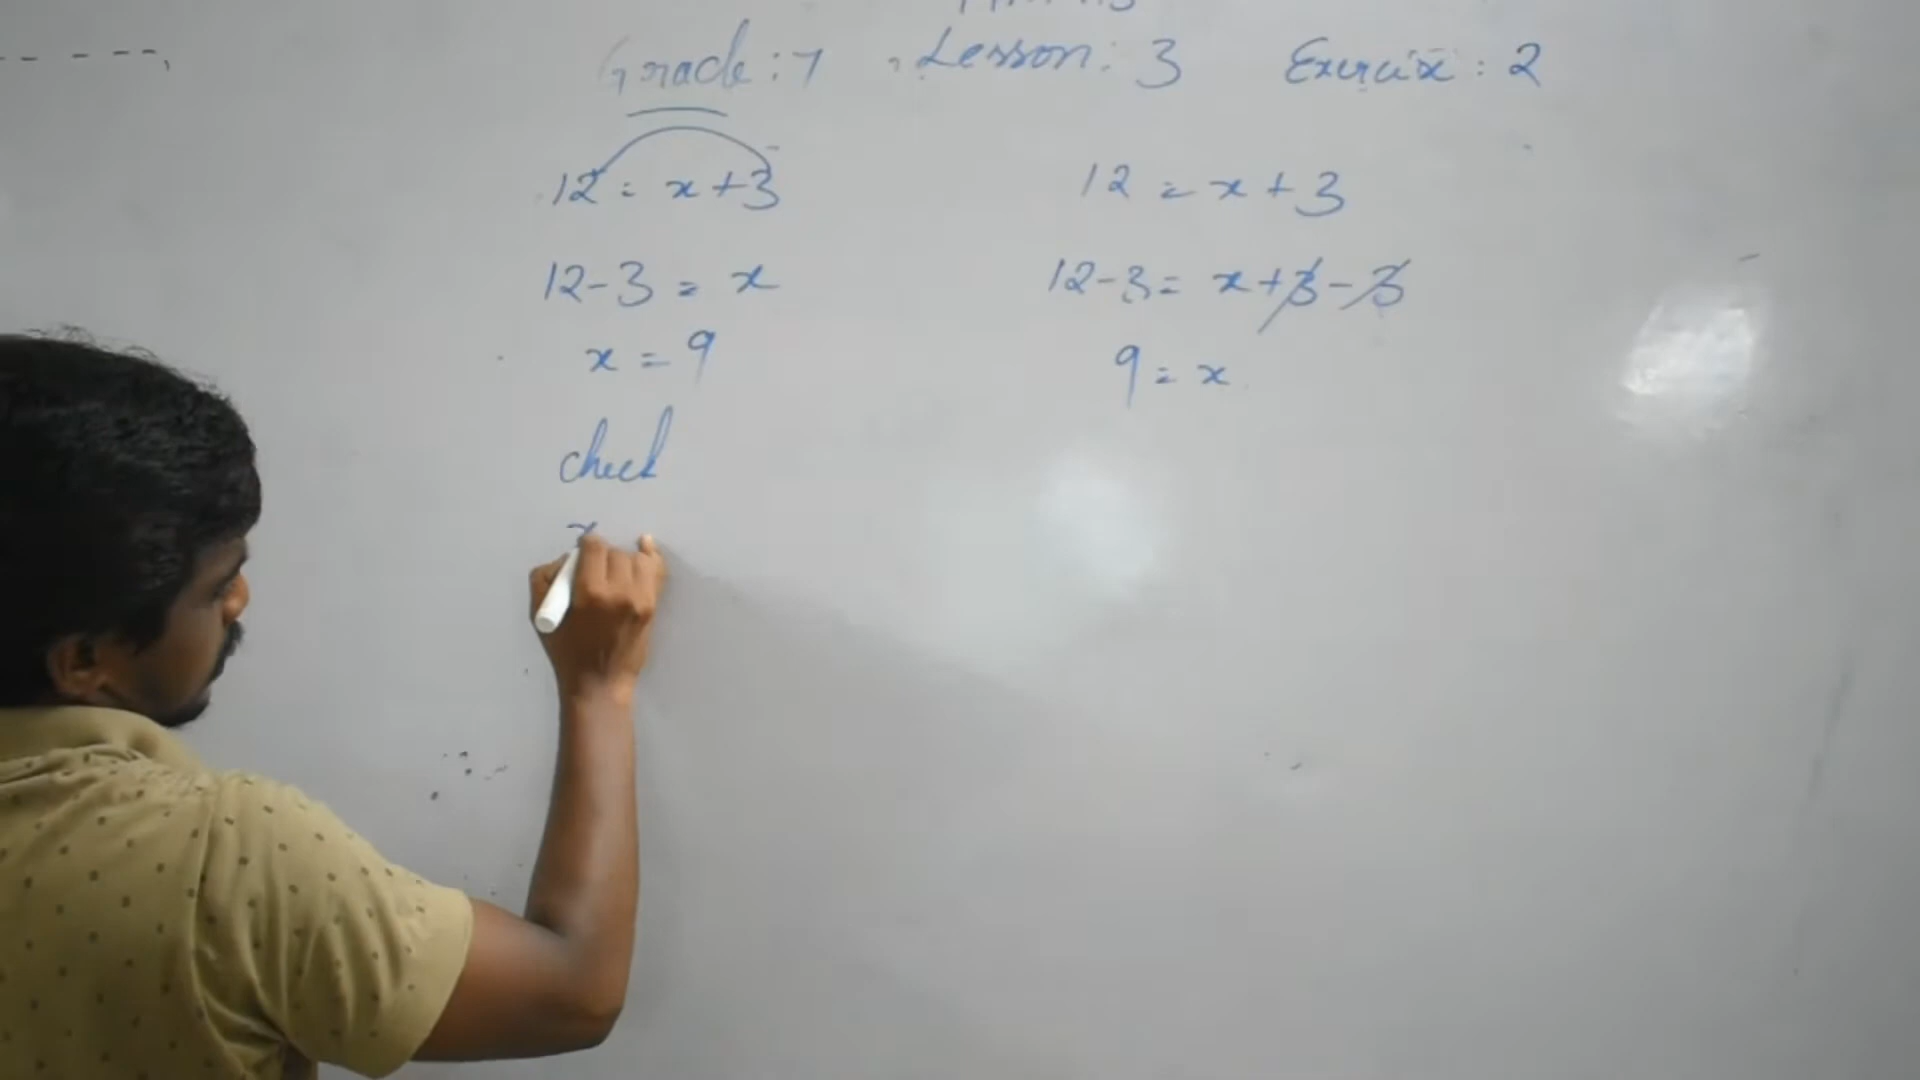 Grade : 7 Lesson : 3 Exercise : 2
12 = x + 3
12 - 3 = x
x = 9
check
x
12 = x + 3
12 - 3 = x + 3 - 3
9 = x